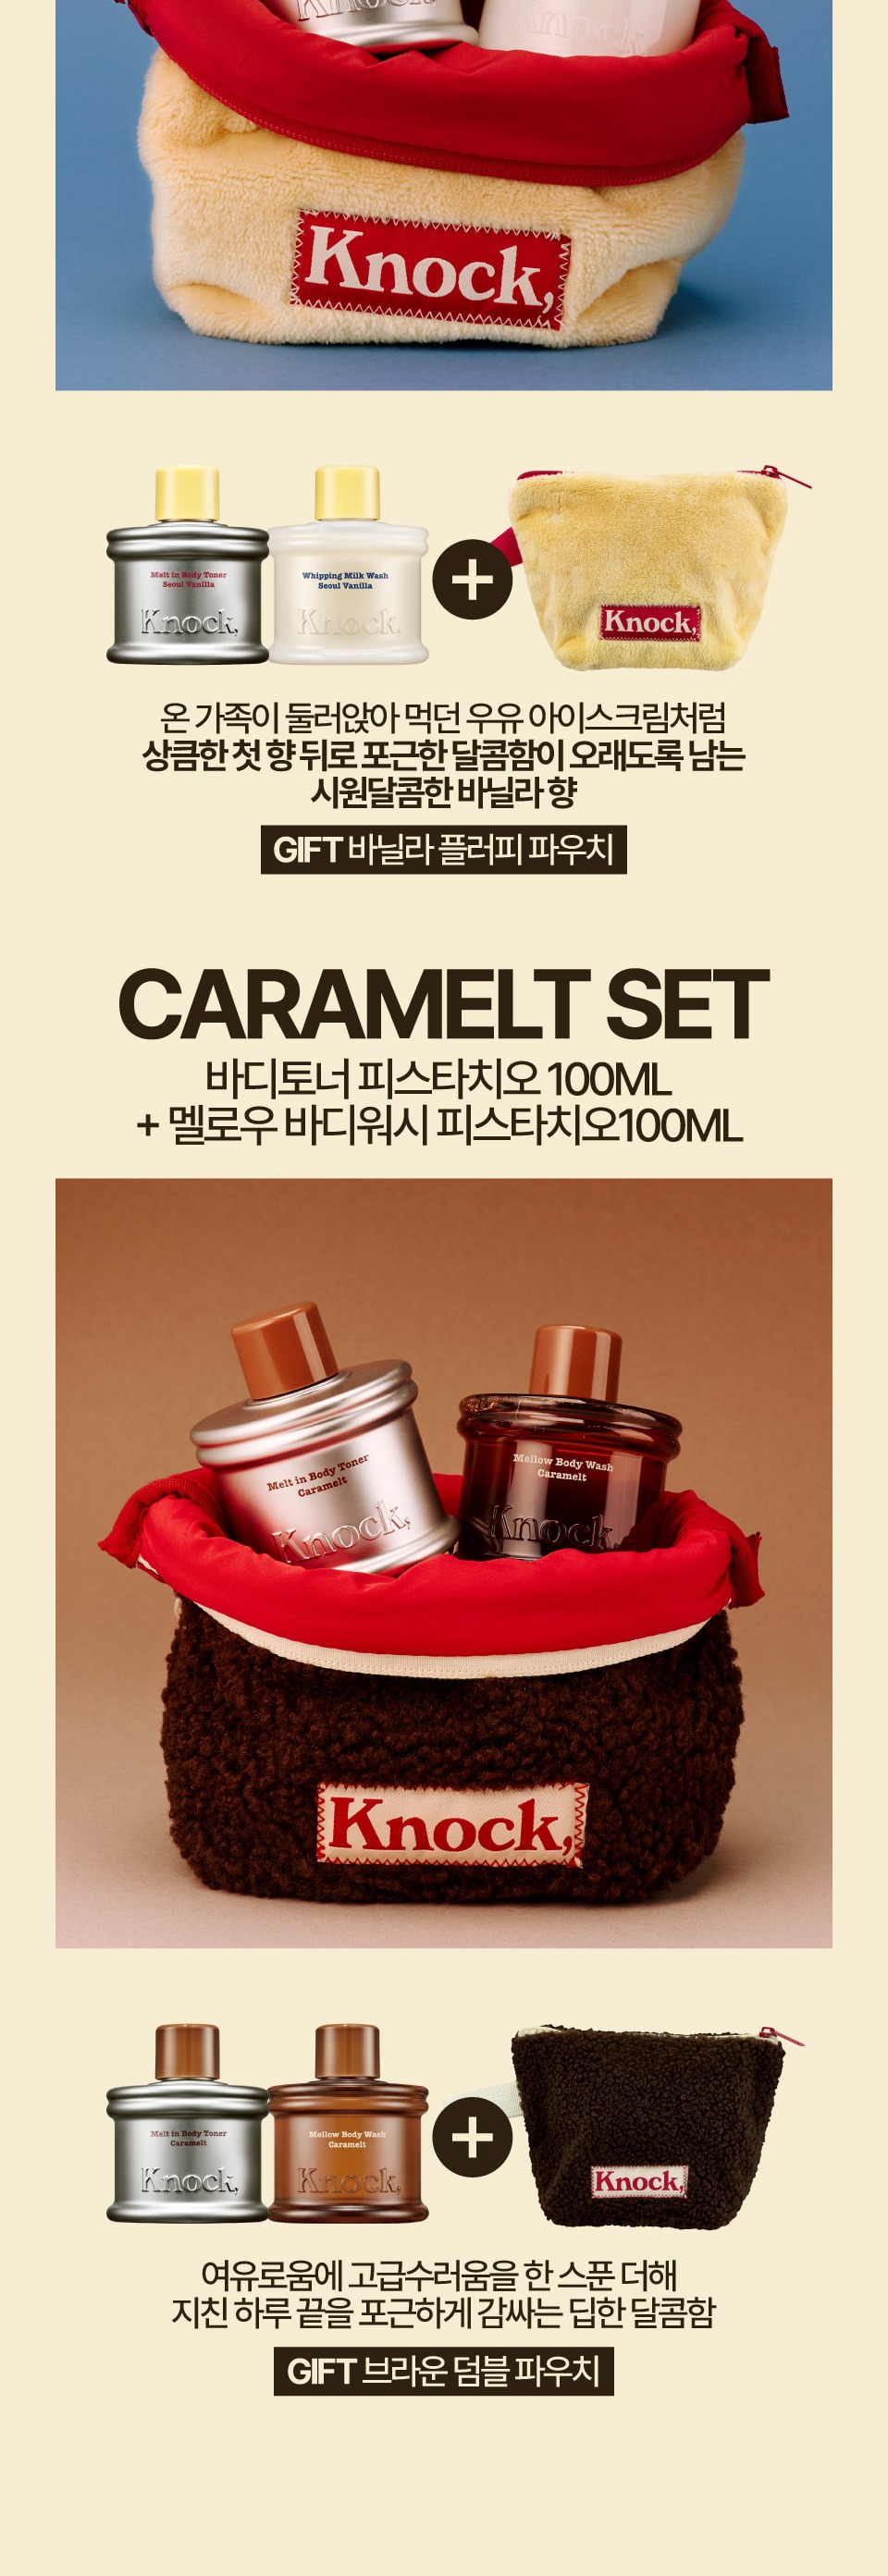 Knock,
Knock,
Knock,
Melt in Body Toner
Seoul Vanilla
Knock,
Whipping Milk Wash
Seoul Vanilla
Knock,
+
Knock,
온 가족이 둘러앉아 먹던 우유 아이스크림처럼
상큼한 첫 향 뒤로 포근한 달콤함이 오래도록 남는
시원달콤한 바닐라 향
GIFT 바닐라 플러피 파우치
CARAMELT SET
바디토너 피스타치오 100ML
+ 멜로우 바디워시 피스타치오100ML
Melt in Body Toner
Caramelt
Knock,
Mellow Body Wash
Caramelt
Knock,
Knock,
Melt in Body Toner
Caramelt
Knock,
Mellow Body Wash
Caramelt
Knock,
+
Knock,
여유로움에 고급수러움을 한 스푼 더해
지친 하루 끝을 포근하게 감싸는 딥한 달콤함
GIFT 브라운 덤블 파우치